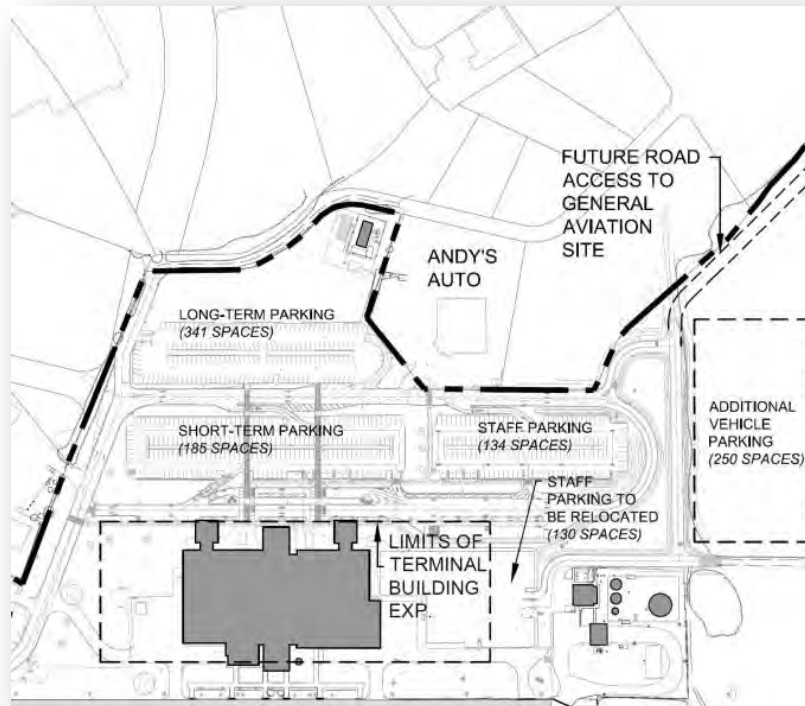 FUTURE ROAD
ACCESS TO
GENERAL
AVIATION
SITE
ANDY'S
AUTO
LONG-TERM PARKING
(341 SPACES)
SHORT-TERM PARKING
(185 SPACES)
STAFF PARKING
(134 SPACES)
ADDITIONAL
VEHICLE
PARKING
(250 SPACES)
STAFF
PARKING TO
BE RELOCATED
(130 SPACES)
LIMITS OF
TERMINAL
BUILDING
EXP.